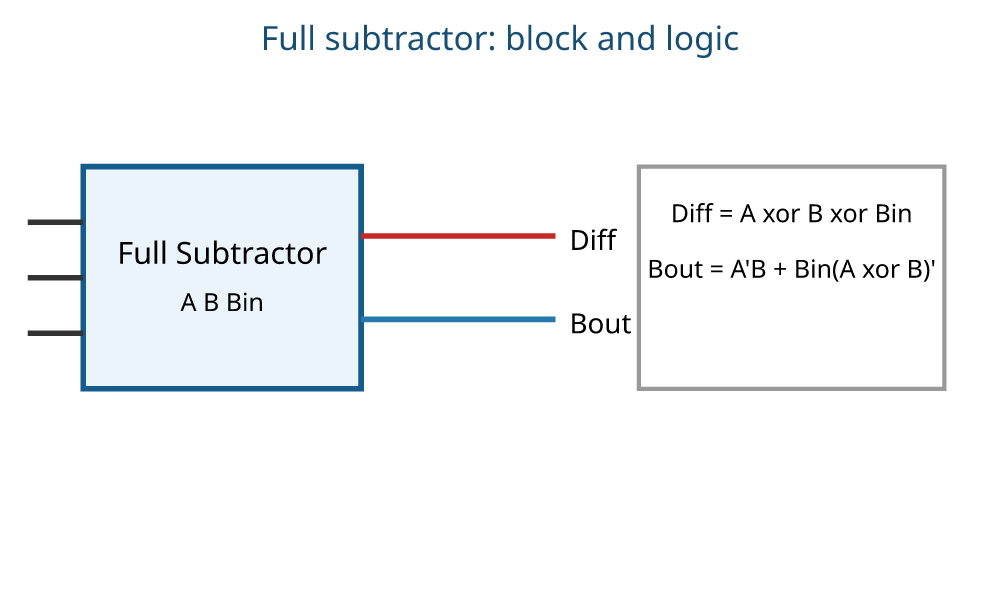 Full subtractor: block and logic
Full Subtractor
A B Bin
Diff
Bout
Diff = A xor B xor Bin
Bout = A'B + Bin(A xor B)'